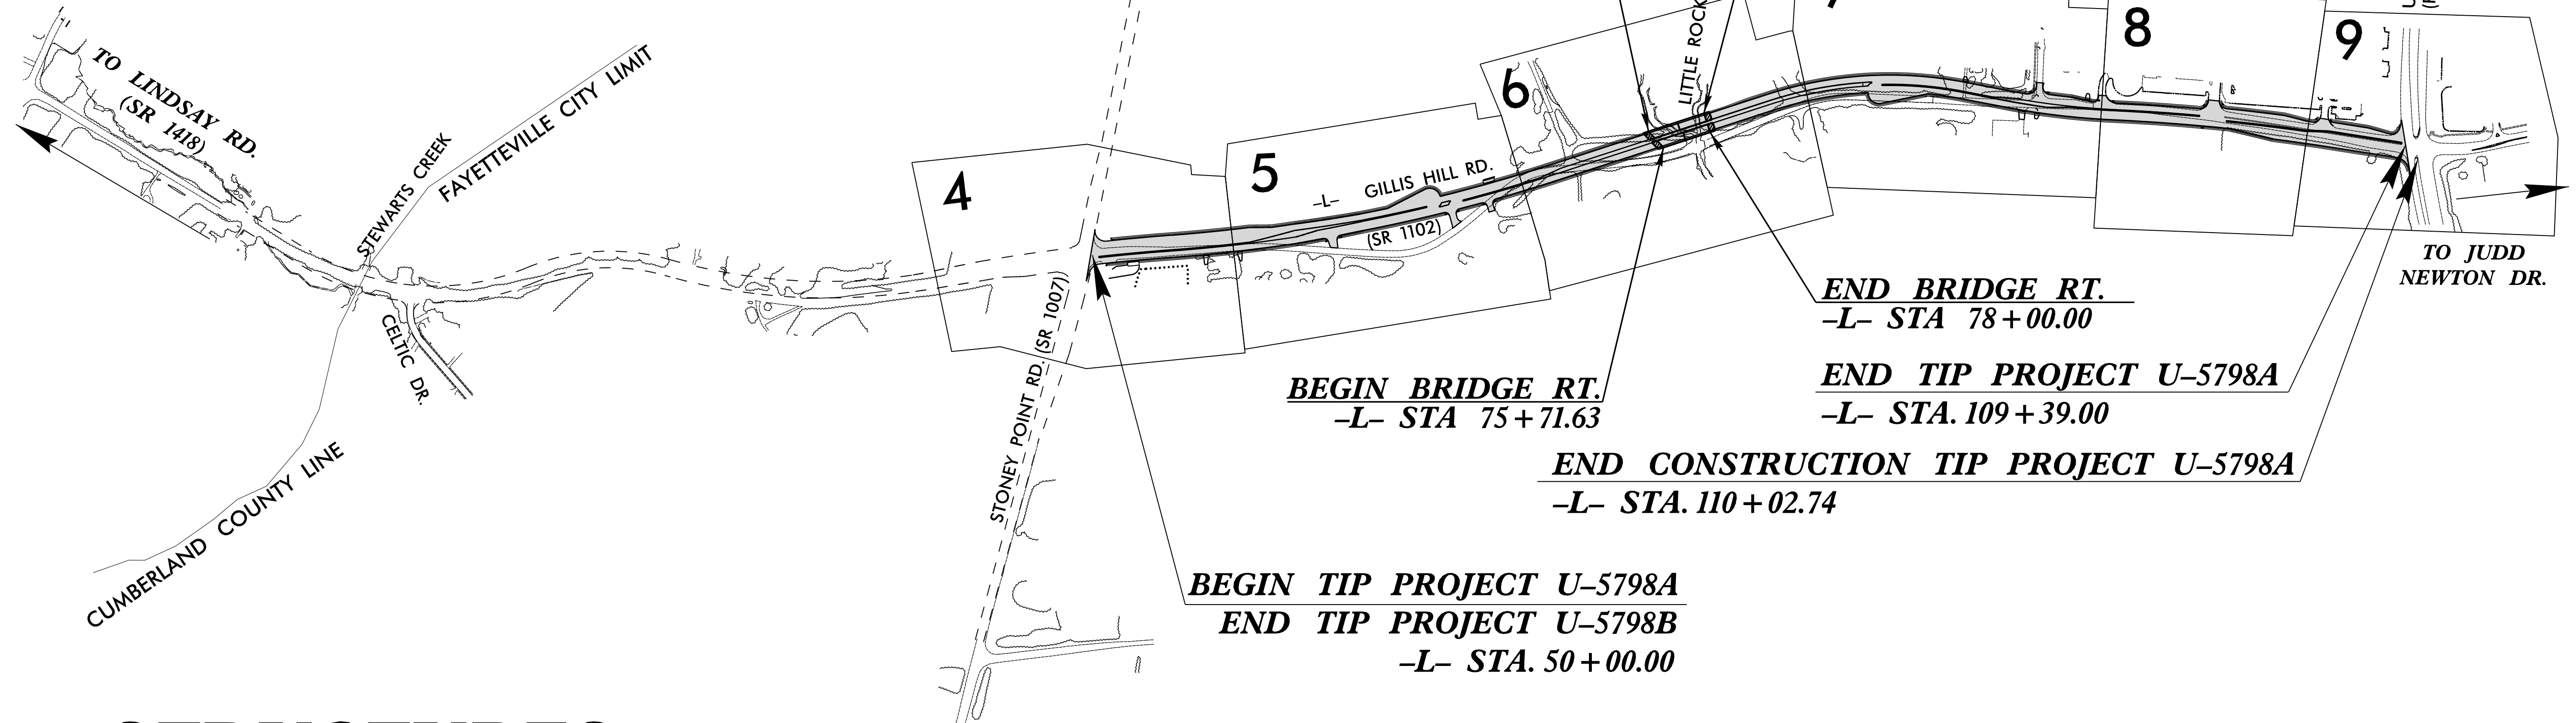 TO LINDSAY RD.
(SR 1418)
STEWARTS CREEK
FAYETTEVILLE CITY LIMIT
CELTIC DR.
CUMBERLAND COUNTY LINE
4
5
6
8
9
-L- GILLIS HILL RD.
(SR 1102)
LITTLE ROCK
STONEY POINT RD. (SR 1007)
TO JUDD
NEWTON DR.
END BRIDGE RT.
-L- STA 78+00.00
BEGIN BRIDGE RT.
-L- STA 75+71.63
END TIP PROJECT U-5798A
-L- STA. 109+39.00
END CONSTRUCTION TIP PROJECT U-5798A
-L- STA. 110+02.74
BEGIN TIP PROJECT U-5798A
END TIP PROJECT U-5798B
-L- STA. 50+00.00